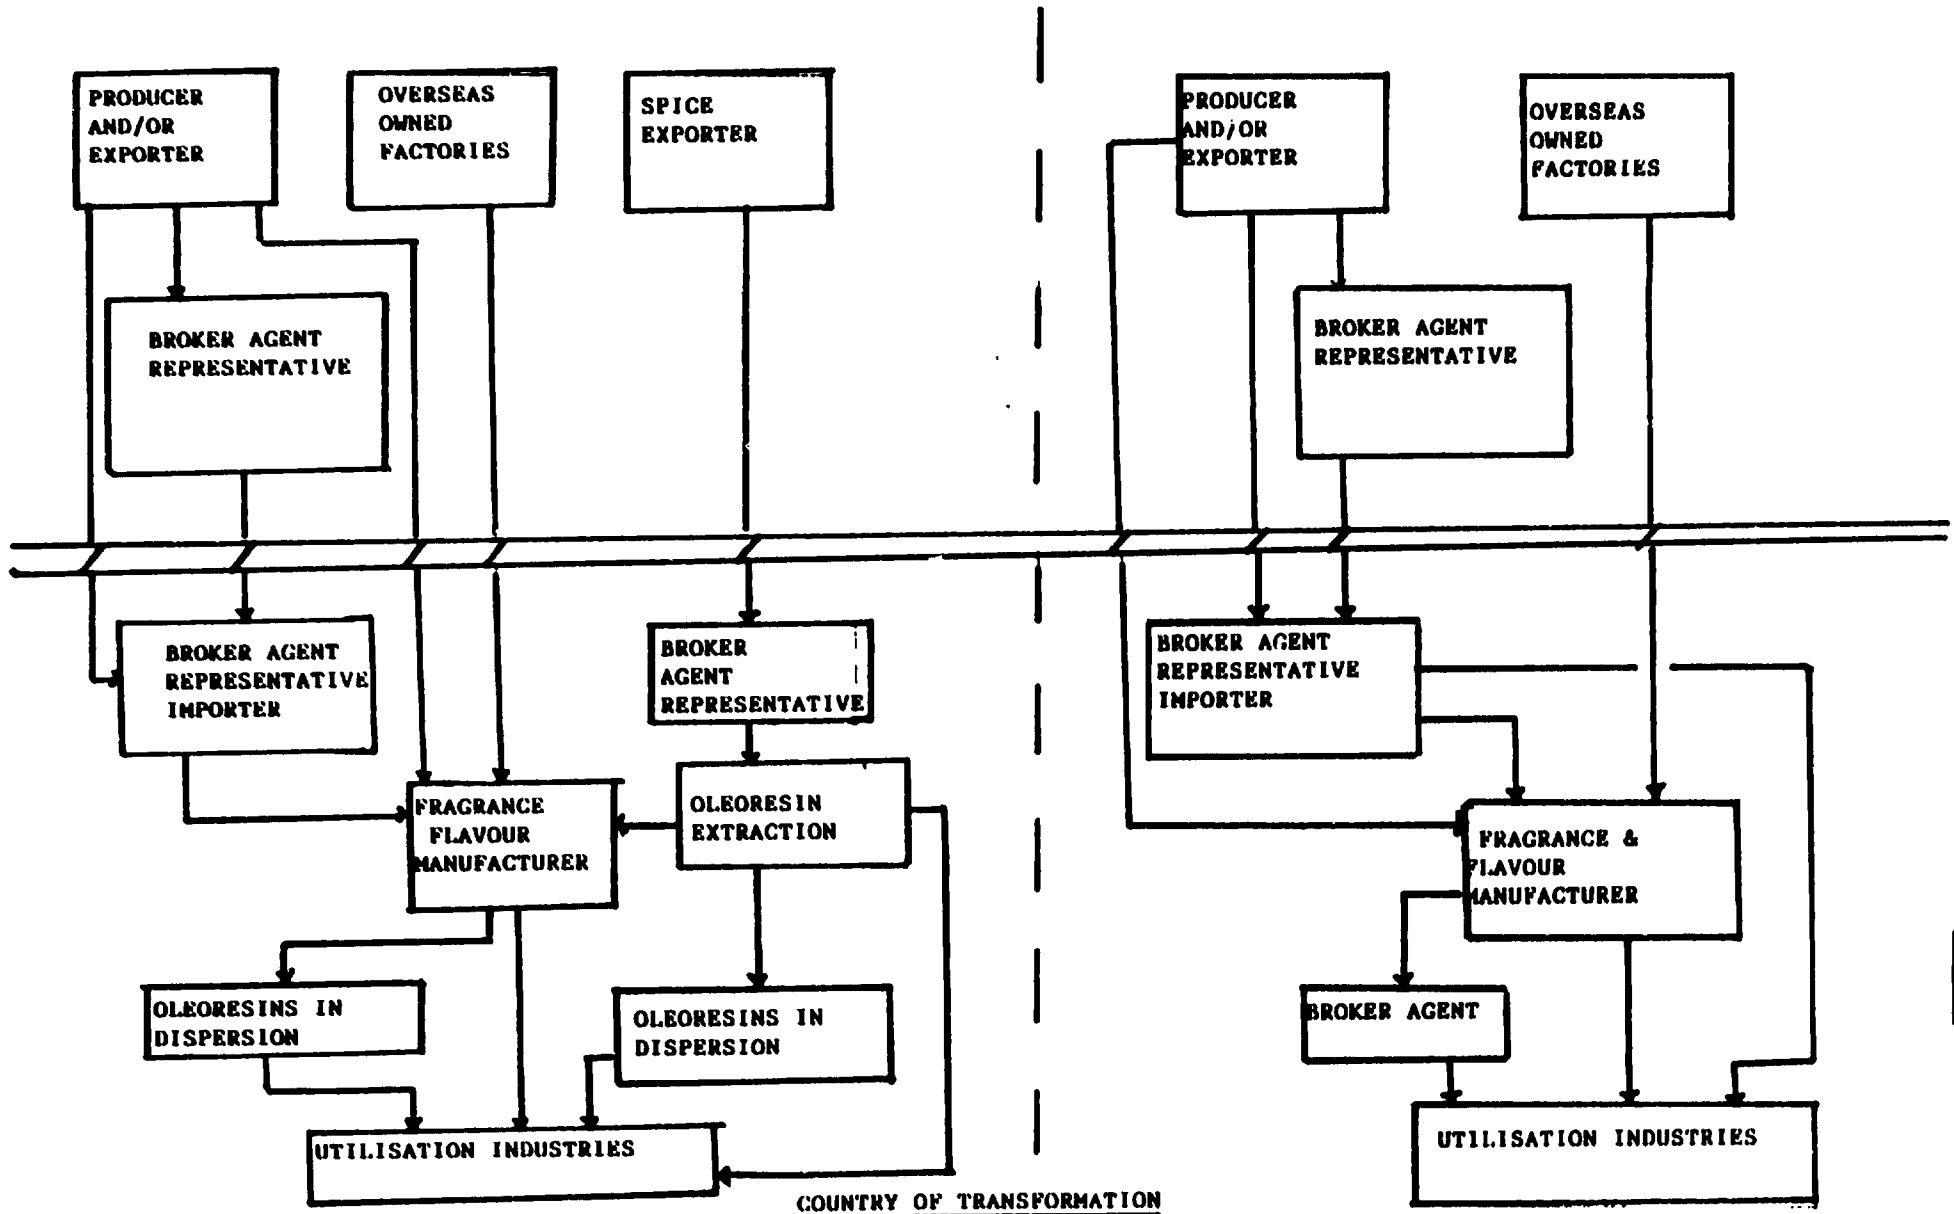 PRODUCER
AND/OR
EXPORTER
OVERSEAS
OWNED
FACTORIES
SPICE
EXPORTER
BROKER AGENT
REPRESENTATIVE
BROKER AGENT
REPRESENTATIVE
IMPORTER
BROKER
AGENT
REPRESENTATIVE
FRAGRANCE
FLAVOUR
MANUFACTURER
OLEORESIN
EXTRACTION
OLEORESINS IN
DISPERSION
OLEORESINS IN
DISPERSION
UTILISATION INDUSTRIES
PRODUCER
AND/OR
EXPORTER
OVERSEAS
OWNED
FACTORIES
BROKER AGENT
REPRESENTATIVE
BROKER AGENT
REPRESENTATIVE
IMPORTER
FRAGRANCE &
FLAVOUR
MANUFACTURER
BROKER AGENT
UTILISATION INDUSTRIES
COUNTRY OF TRANSFORMATION